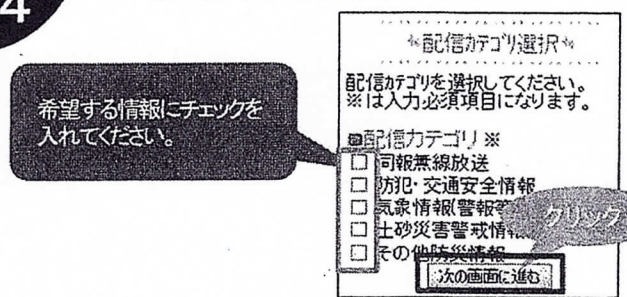 4
希望する情報にチェックを
入れてください。
配信カテゴリ選択
配信カテゴリを選択してください。
※は入力必須項目になります。
配信カテゴリ ※
□ 同報無線放送
□ 防犯・交通安全情報
□ 気象情報(警報等
□ 土砂災害警戒情報
□ その他防災情報
クリック
次の画面に進む